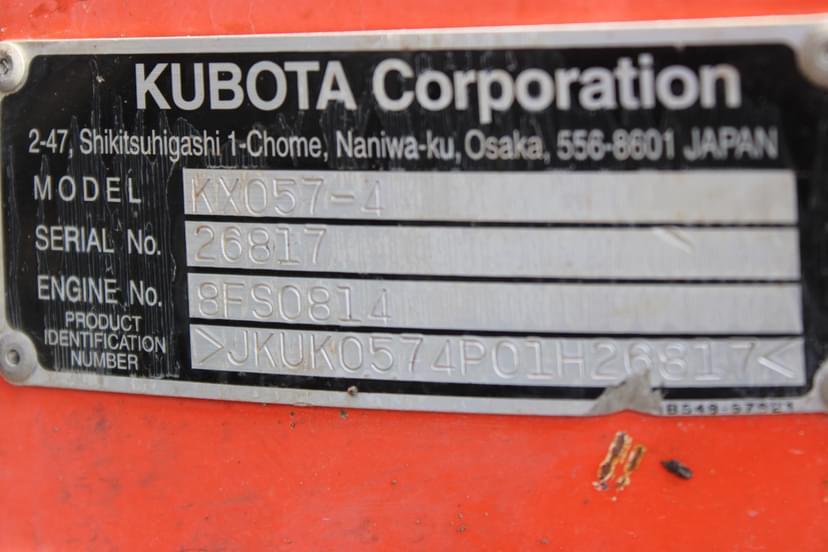 KUBOTA Corporation
2-47, Shikitsuhigashi 1-Chome, Naniwa-ku, Osaka, 556-8601 JAPAN
MODEL KX057-4
SERIAL No. 26817
ENGINE No. 8FS0814
PRODUCT
IDENTIFICATION
NUMBER
>JKUK0574P01H26817<